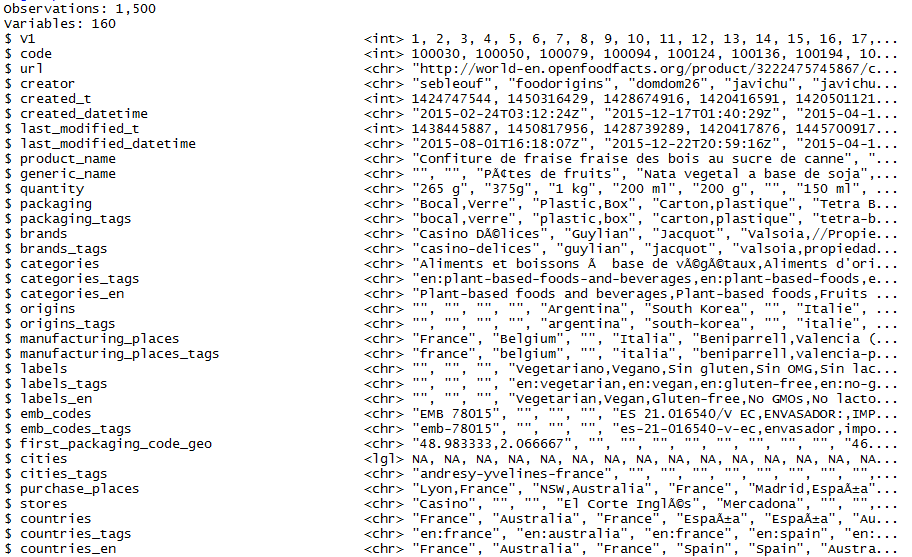 Observations: 1,500
Variables: 160
$ V1 <int> 1, 2, 3, 4, 5, 6, 7, 8, 9, 10, 11, 12, 13, 14, 15, 16, 17,...
$ code <int> 100030, 100050, 100079, 100094, 100124, 100136, 100194, 10...
$ url <chr> "http://world-en.openfoodfacts.org/product/3222475745867/c...
$ creator <chr> "sebleouf", "foodorigins", "domdom26", "javichu", "javichu...
$ created_t <int> 1424747544, 1450316429, 1428674916, 1420416591, 1420501121...
$ created_datetime <chr> "2015-02-24T03:12:24Z", "2015-12-17T01:40:29Z", "2015-04-1...
$ last_modified_t <int> 1438445887, 1450817956, 1428739289, 1420417876, 1445700917...
$ last_modified_datetime <chr> "2015-08-01T16:18:07Z", "2015-12-22T20:59:16Z", "2015-04-1...
$ product_name <chr> "Confiture de fraise fraise des bois au sucre de canne", "...
$ generic_name <chr> "", "", "PÃ¢tes de fruits", "Nata vegetal a base de soja",...
$ quantity <chr> "265 g", "375g", "1 kg", "200 ml", "200 g", "", "150 ml", ...
$ packaging <chr> "Bocal,Verre", "Plastic,Box", "Carton,plastique", "Tetra B...
$ packaging_tags <chr> "bocal,verre", "plastic,box", "carton,plastique", "tetra-b...
$ brands <chr> "Casino DÃ©lices", "Guylian", "Jacquot", "Valsoia,//Propie...
$ brands_tags <chr> "casino-delices", "guylian", "jacquot", "valsoia,propiedad...
$ categories <chr> "Aliments et boissons Ã  base de vÃ©gÃ©taux,Aliments d'ori...
$ categories_tags <chr> "en:plant-based-foods-and-beverages,en:plant-based-foods,e...
$ categories_en <chr> "Plant-based foods and beverages,Plant-based foods,Fruits ...
$ origins <chr> "", "", "", "", "Argentina", "South Korea", "", "Italie", ...
$ origins_tags <chr> "", "", "", "", "argentina", "south-korea", "", "italie", ...
$ manufacturing_places <chr> "France", "Belgium", "", "Italia", "Beniparrell,Valencia (...
$ manufacturing_places_tags <chr> "france", "belgium", "", "italia", "beniparrell,valencia-p...
$ labels <chr> "", "", "", "Vegetariano,Vegano,Sin gluten,Sin OMG,Sin lac...
$ labels_tags <chr> "", "", "", "en:vegetarian,en:vegan,en:gluten-free,en:no-g...
$ labels_en <chr> "", "", "", "Vegetarian,Vegan,Gluten-free,No GMOs,No lacto...
$ emb_codes <chr> "EMB 78015", "", "", "", "ES 21.016540/V EC,ENVASADOR:,IMP...
$ emb_codes_tags <chr> "emb-78015", "", "", "", "es-21-016540-v-ec,envasador,impo...
$ first_packaging_code_geo <chr> "48.983333,2.066667", "", "", "", "", "", "", "", "", "46....
$ cities <lgl> NA, NA, NA, NA, NA, NA, NA, NA, NA, NA, NA, NA, NA, NA, NA...
$ cities_tags <chr> "andresy-yvelines-france", "", "", "", "", "", "", "", "",...
$ purchase_places <chr> "Lyon,France", "NSW,Australia", "France", "Madrid,EspaÃ±a"...
$ stores <chr> "Casino", "", "", "El Corte InglÃ©s", "Mercadona", "", "",...
$ countries <chr> "France", "Australia", "France", "EspaÃ±a", "EspaÃ±a", "Au...
$ countries_tags <chr> "en:france", "en:australia", "en:france", "en:spain", "en:...
$ countries_en <chr> "France", "Australia", "France", "Spain", "Spain", "Austra...